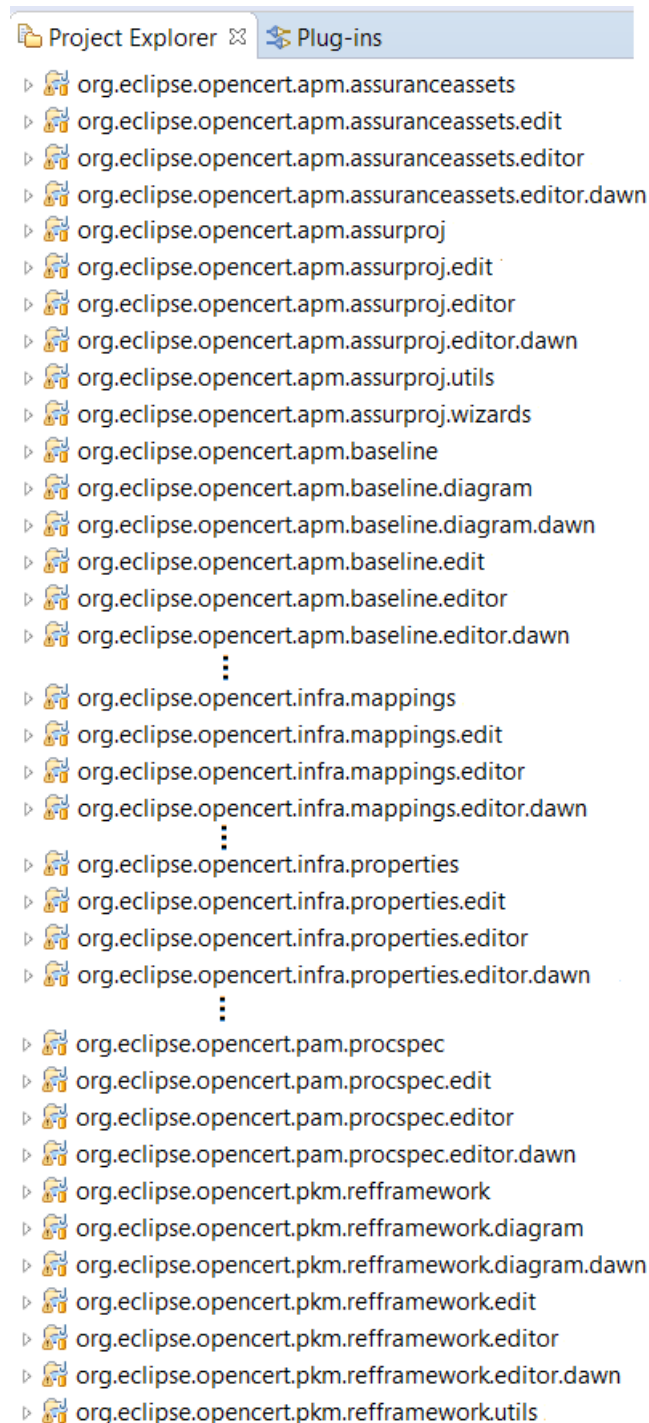 Project Explorer Plug-ins
org.eclipse.opencert.apm.assuranceassets
org.eclipse.opencert.apm.assuranceassets.edit
org.eclipse.opencert.apm.assuranceassets.editor
org.eclipse.opencert.apm.assuranceassets.editor.dawn
org.eclipse.opencert.apm.assurproj
org.eclipse.opencert.apm.assurproj.edit
org.eclipse.opencert.apm.assurproj.editor
org.eclipse.opencert.apm.assurproj.editor.dawn
org.eclipse.opencert.apm.assurproj.utils
org.eclipse.opencert.apm.assurproj.wizards
org.eclipse.opencert.apm.baseline
org.eclipse.opencert.apm.baseline.diagram
org.eclipse.opencert.apm.baseline.diagram.dawn
org.eclipse.opencert.apm.baseline.edit
org.eclipse.opencert.apm.baseline.editor
org.eclipse.opencert.apm.baseline.editor.dawn
org.eclipse.opencert.infra.mappings
org.eclipse.opencert.infra.mappings.edit
org.eclipse.opencert.infra.mappings.editor
org.eclipse.opencert.infra.mappings.editor.dawn
org.eclipse.opencert.infra.properties
org.eclipse.opencert.infra.properties.edit
org.eclipse.opencert.infra.properties.editor
org.eclipse.opencert.infra.properties.editor.dawn
org.eclipse.opencert.pam.procspec
org.eclipse.opencert.pam.procspec.edit
org.eclipse.opencert.pam.procspec.editor
org.eclipse.opencert.pam.procspec.editor.dawn
org.eclipse.opencert.pkm.refframework
org.eclipse.opencert.pkm.refframework.diagram
org.eclipse.opencert.pkm.refframework.diagram.dawn
org.eclipse.opencert.pkm.refframework.edit
org.eclipse.opencert.pkm.refframework.editor
org.eclipse.opencert.pkm.refframework.editor.dawn
org.eclipse.opencert.pkm.refframework.utils